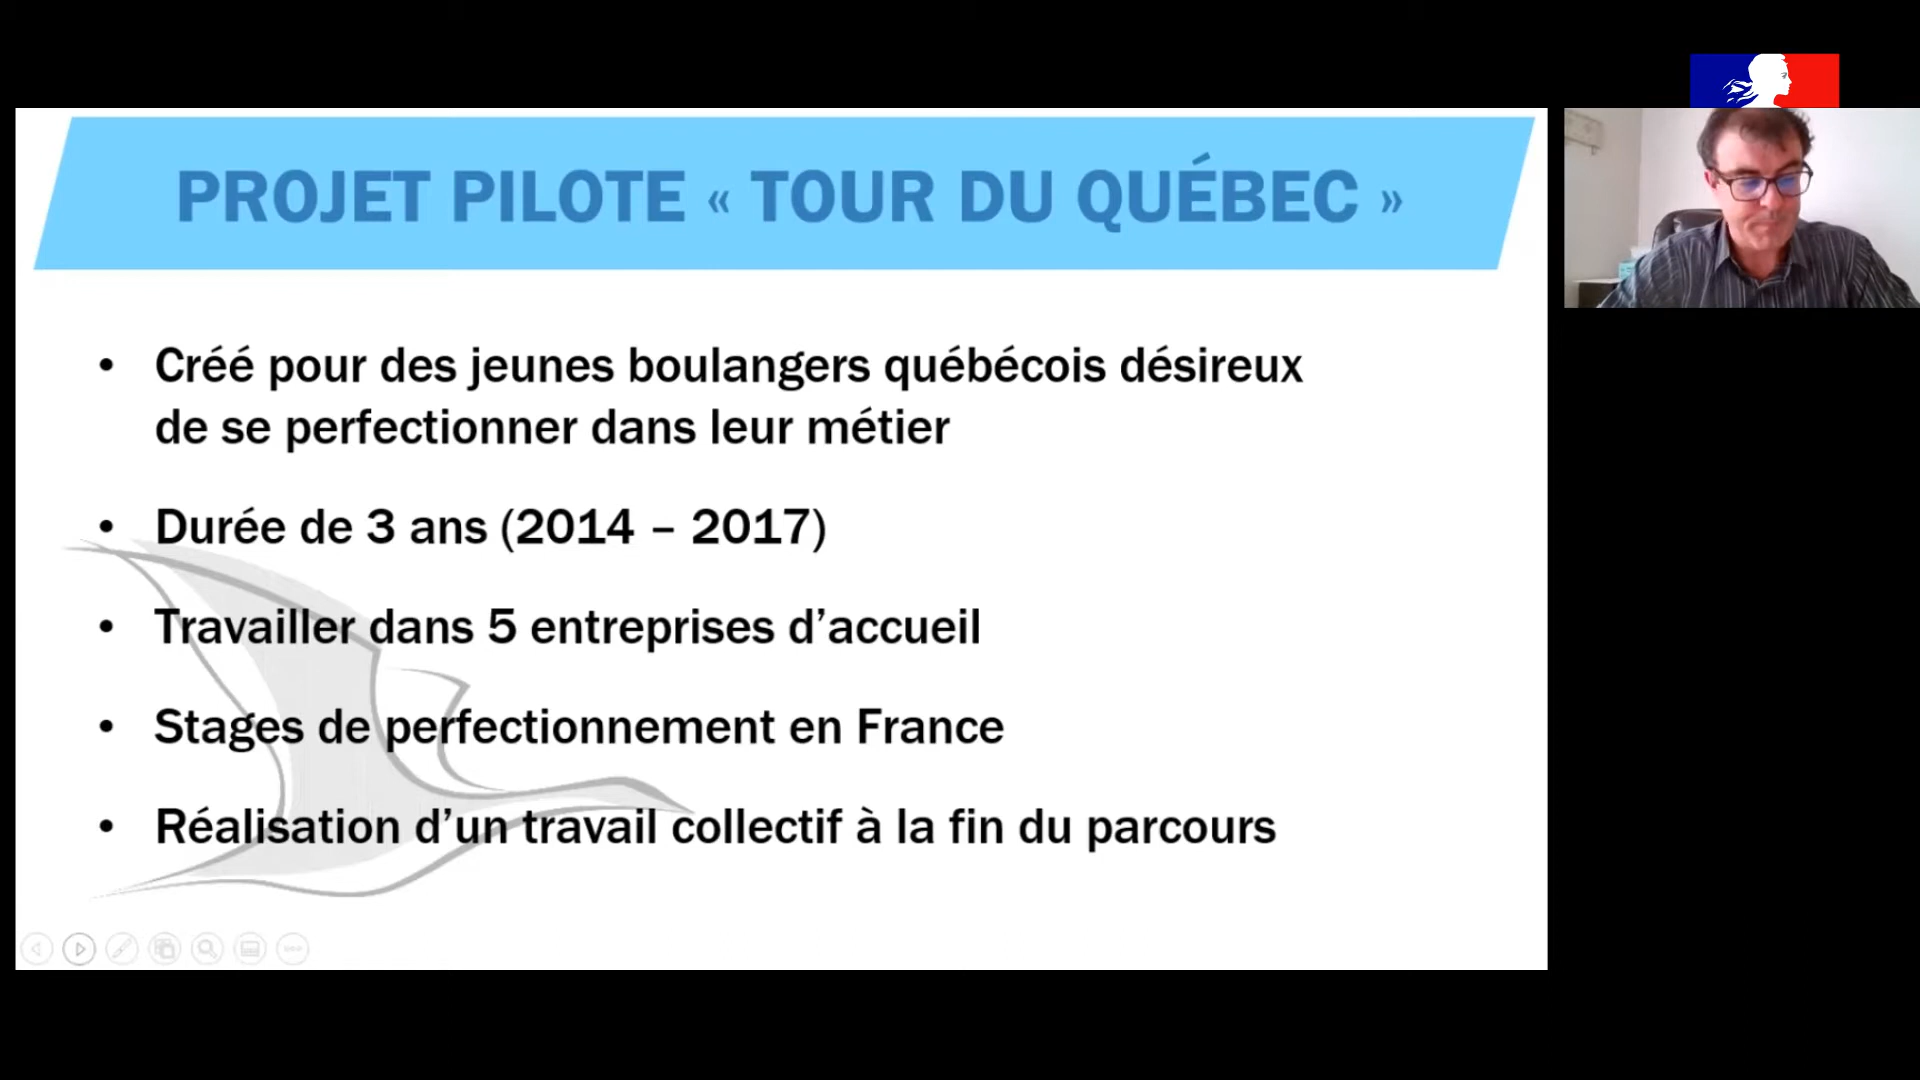 PROJET PILOTE « TOUR DU QUÉBEC »
• Créé pour des jeunes boulangers québécois désireux
de se perfectionner dans leur métier
• Durée de 3 ans (2014 – 2017)
• Travailler dans 5 entreprises d’accueil
• Stages de perfectionnement en France
• Réalisation d’un travail collectif à la fin du parcours